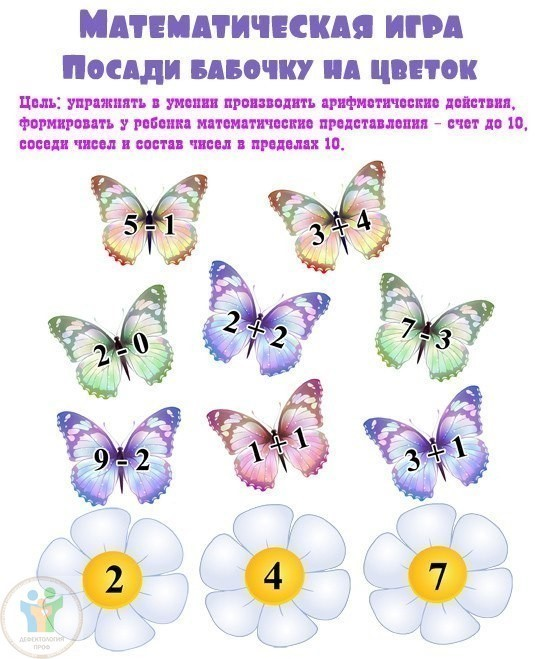 Математическая игра
Посади бабочку на цветок
Цель: упражнять в умении производить арифметические действия,
формировать у ребенка математические представления – счет до 10,
соседи чисел и состав чисел в пределах 10.
5 - 1
3 + 4
2 - 0
2 + 2
7 - 3
9 - 2
1 + 1
3 + 1
2
4
7
ДЕФЕКТОЛОГИЯ
ПРОФ